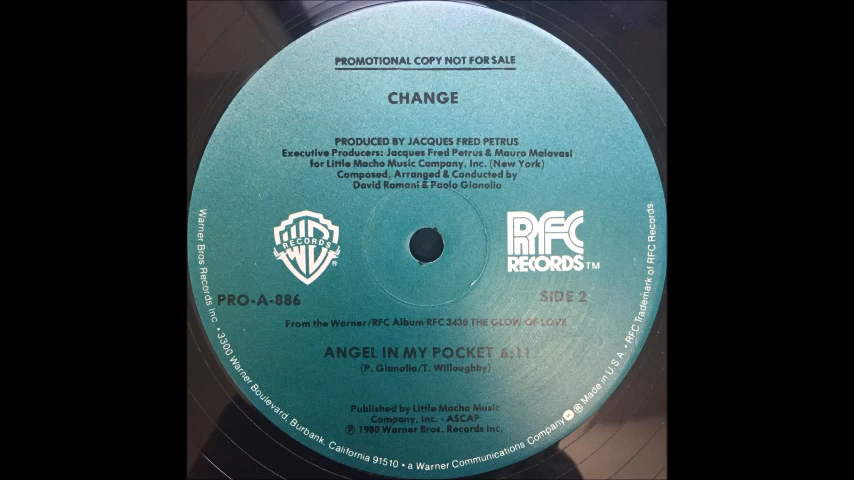 PROMOTIONAL COPY NOT FOR SALE
CHANGE
PRODUCED BY JACQUES FRED PETRUS
Executive Producers: Jacques Fred Petrus & Mauro Malavasi
for Little Macho Music Company, Inc. (New York)
Composed, Arranged & Conducted by
David Romani & Paolo Gianolio
WB RECORDS ®
RFC RECORDS™
PRO-A-886
SIDE 2
From the Warner/RFC Album RFC 3438 THE GLOW OF LOVE
ANGEL IN MY POCKET 6:11
(P. Gianolio/T. Willoughby)
Published by Little Macho Music
Company, Inc. - ASCAP
℗ 1980 Warner Bros. Records Inc.
Warner Bros Records Inc. • 3300 Warner Boulevard, Burbank, California 91510 • a Warner Communications Company ® Made in U.S.A. • RFC Trademark of RFC Records